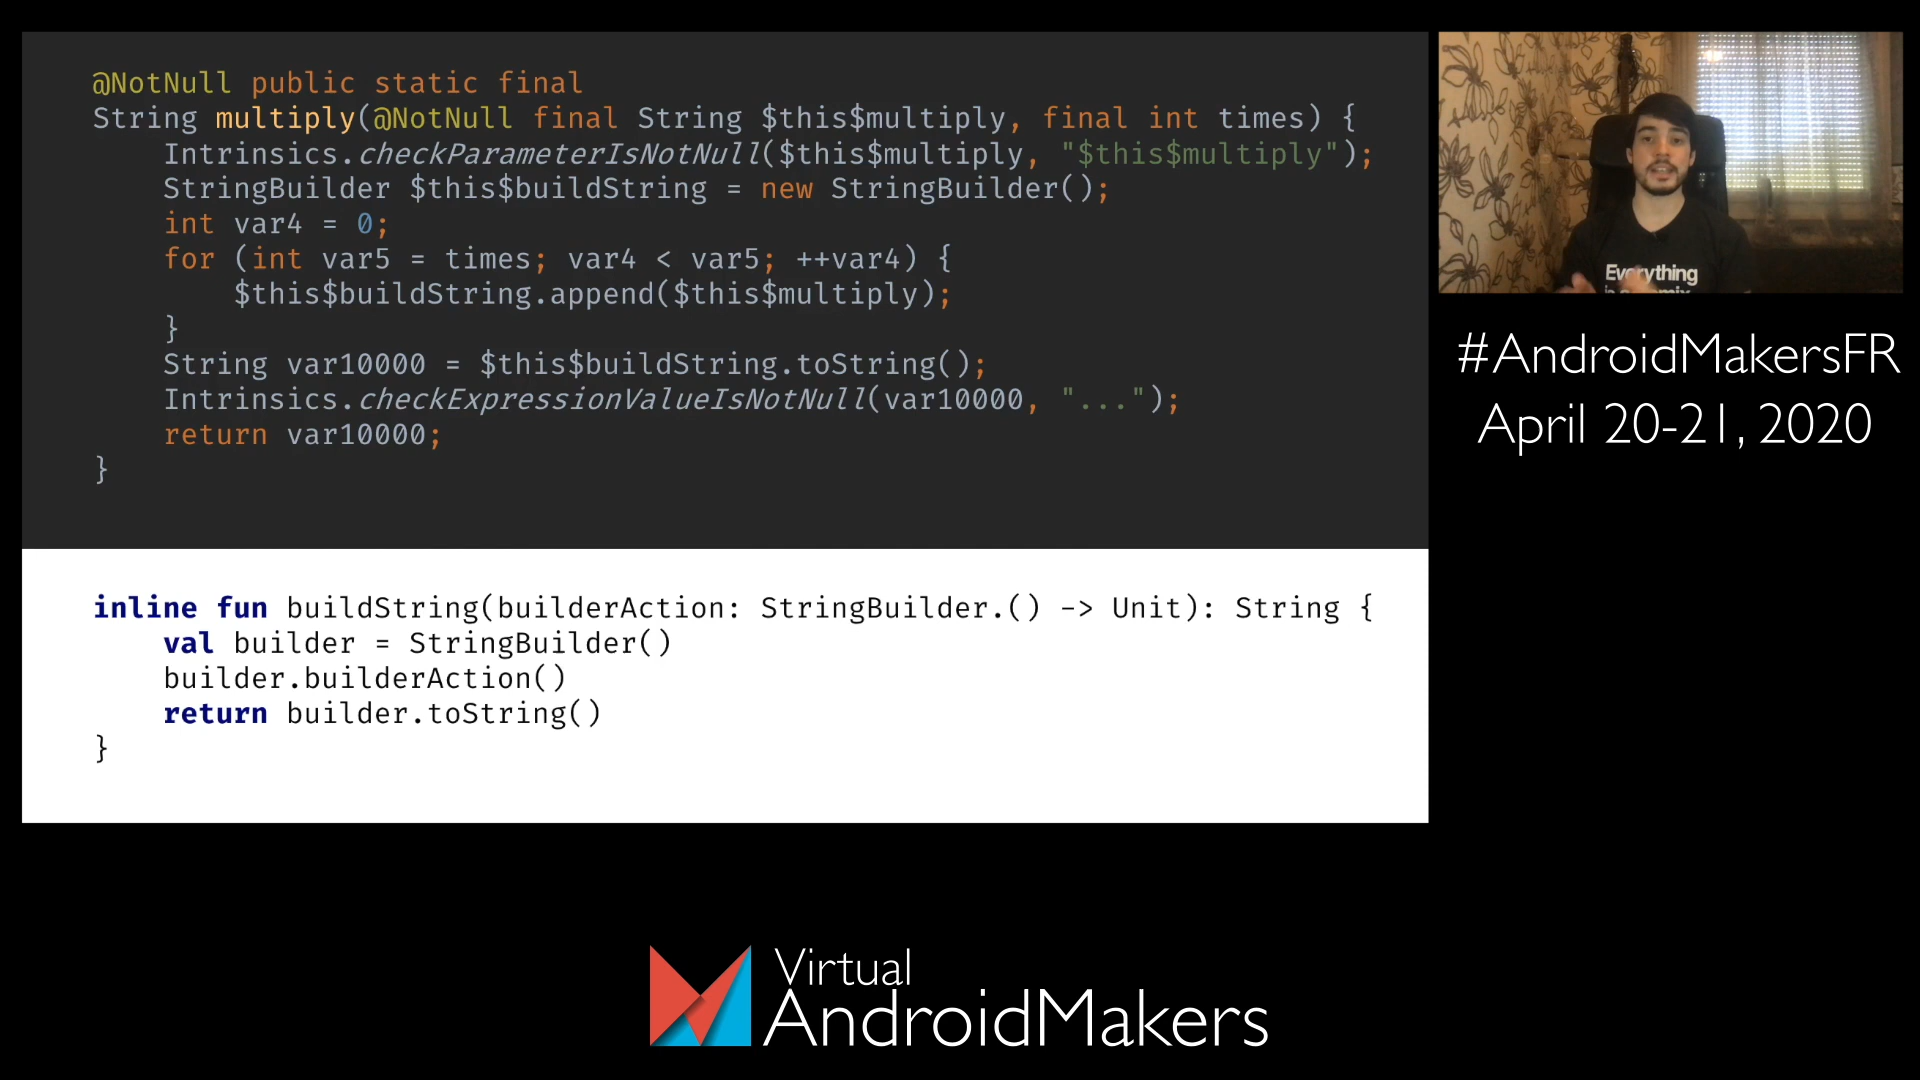 @NotNull public static final
String multiply(@NotNull final String $this$multiply, final int times) {
    Intrinsics.checkParameterIsNotNull($this$multiply, "$this$multiply");
    StringBuilder $this$buildString = new StringBuilder();
    int var4 = 0;
    for (int var5 = times; var4 < var5; ++var4) {
        $this$buildString.append($this$multiply);
    }
    String var10000 = $this$buildString.toString();
    Intrinsics.checkExpressionValueIsNotNull(var10000, "...");
    return var10000;
}
inline fun buildString(builderAction: StringBuilder.() -> Unit): String {
    val builder = StringBuilder()
    builder.builderAction()
    return builder.toString()
}
Everything
#AndroidMakersFR
April 20-21, 2020
Virtual
AndroidMakers